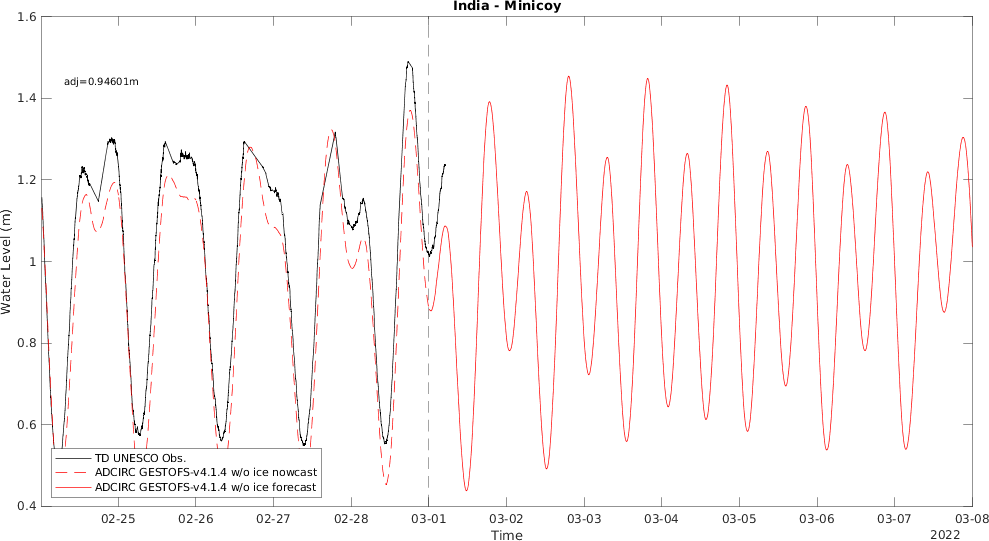 India - Minicoy
1.6
adj=0.94601m
1.4
1.2
1
0.8
0.6
0.4
Water Level (m)
TD UNESCO Obs.
ADCIRC GESTOFS-v4.1.4 w/o ice nowcast
ADCIRC GESTOFS-v4.1.4 w/o ice forecast
02-25 02-26 02-27 02-28 03-01 03-02 03-03 03-04 03-05 03-06 03-07 03-08
Time
2022